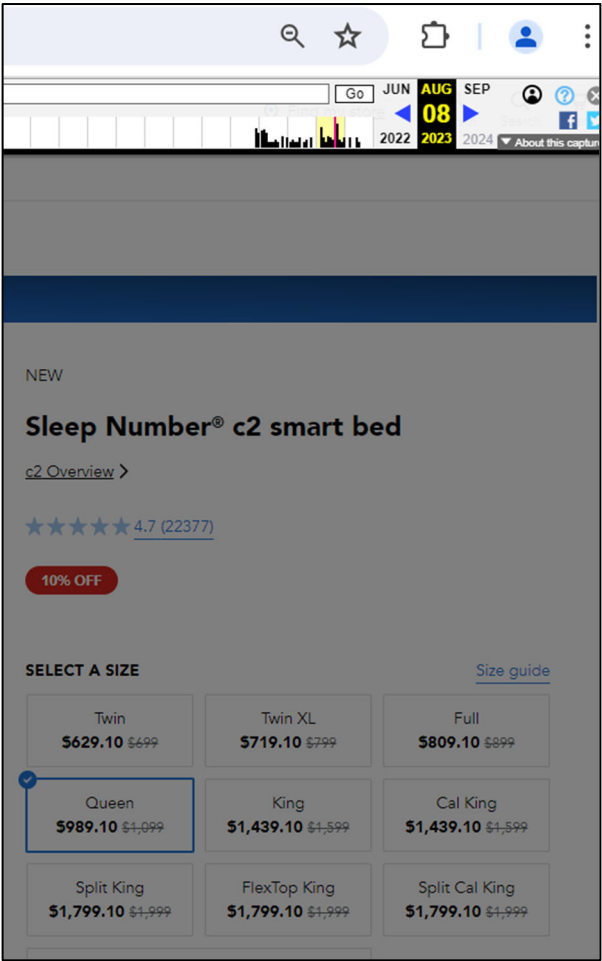 Go JUN AUG SEP
08
2022 2023 2024 About this capture
NEW
Sleep Number® c2 smart bed
c2 Overview
4.7 (22377)
10% OFF
SELECT A SIZE Size guide
Twin Twin XL Full
$629.10 $699 $719.10 $799 $809.10 $899
Queen King Cal King
$989.10 $1,099 $1,439.10 $1,599 $1,439.10 $1,599
Split King FlexTop King Split Cal King
$1,799.10 $1,999 $1,799.10 $1,999 $1,799.10 $1,999